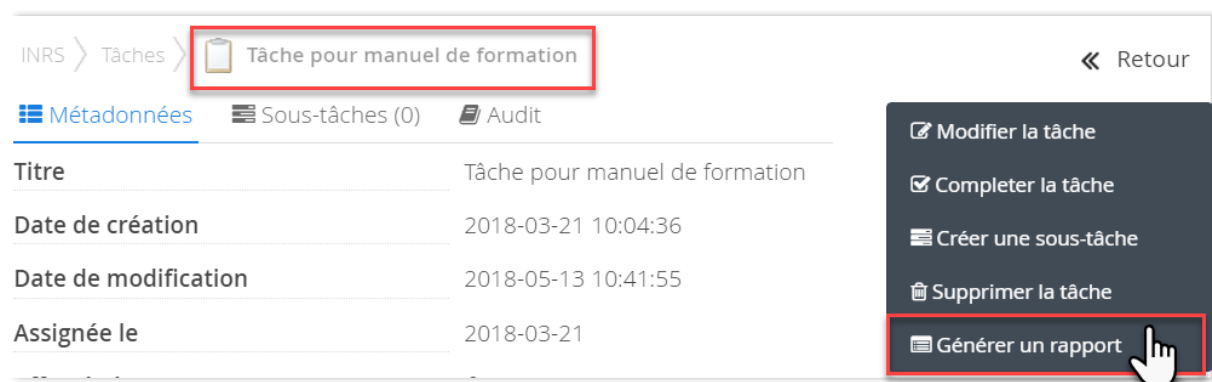 INRS Tâches Tâche pour manuel de formation
Retour
Métadonnées Sous-tâches (0) Audit
Titre Tâche pour manuel de formation
Date de création 2018-03-21 10:04:36
Date de modification 2018-05-13 10:41:55
Assignée le 2018-03-21
Modifier la tâche
Completer la tâche
Créer une sous-tâche
Supprimer la tâche
Générer un rapport